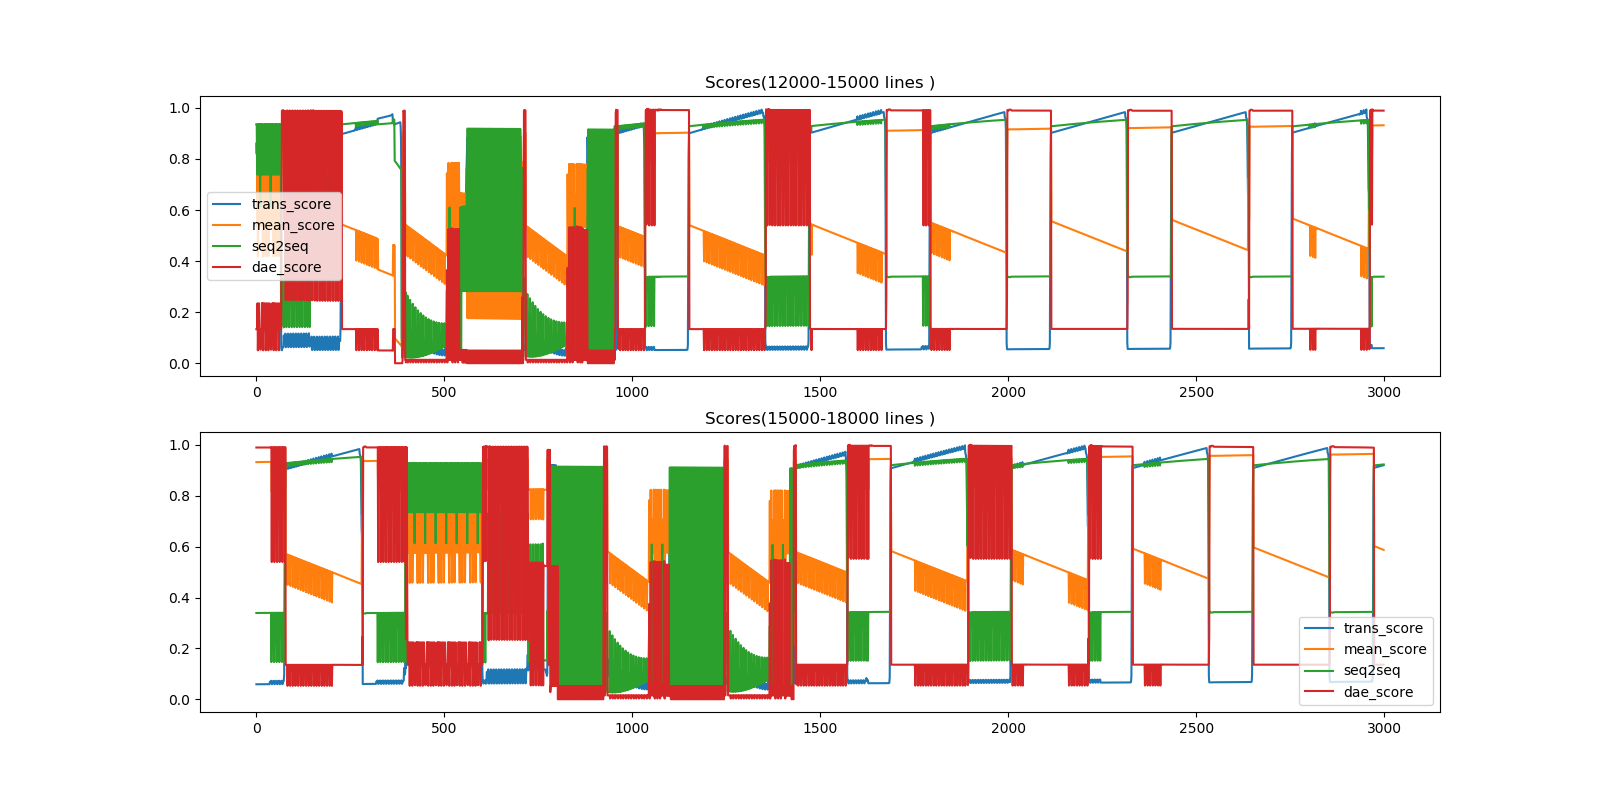 Scores(12000-15000 lines )
1.0
0.8
0.6
0.4
0.2
0.0
trans_score
mean_score
seq2seq
dae_score
0 500 1000 1500 2000 2500 3000
Scores(15000-18000 lines )
1.0
0.8
0.6
0.4
0.2
0.0
trans_score
mean_score
seq2seq
dae_score
0 500 1000 1500 2000 2500 3000